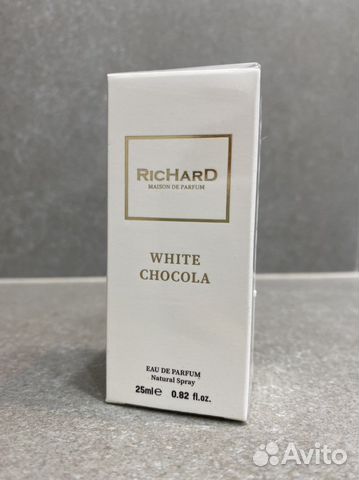 RicHarD
MAISON DE PARFUM
WHITE
CHOCOLA
EAU DE PARFUM
Natural Spray
25ml℮ 0.82 fl.oz.
Avito